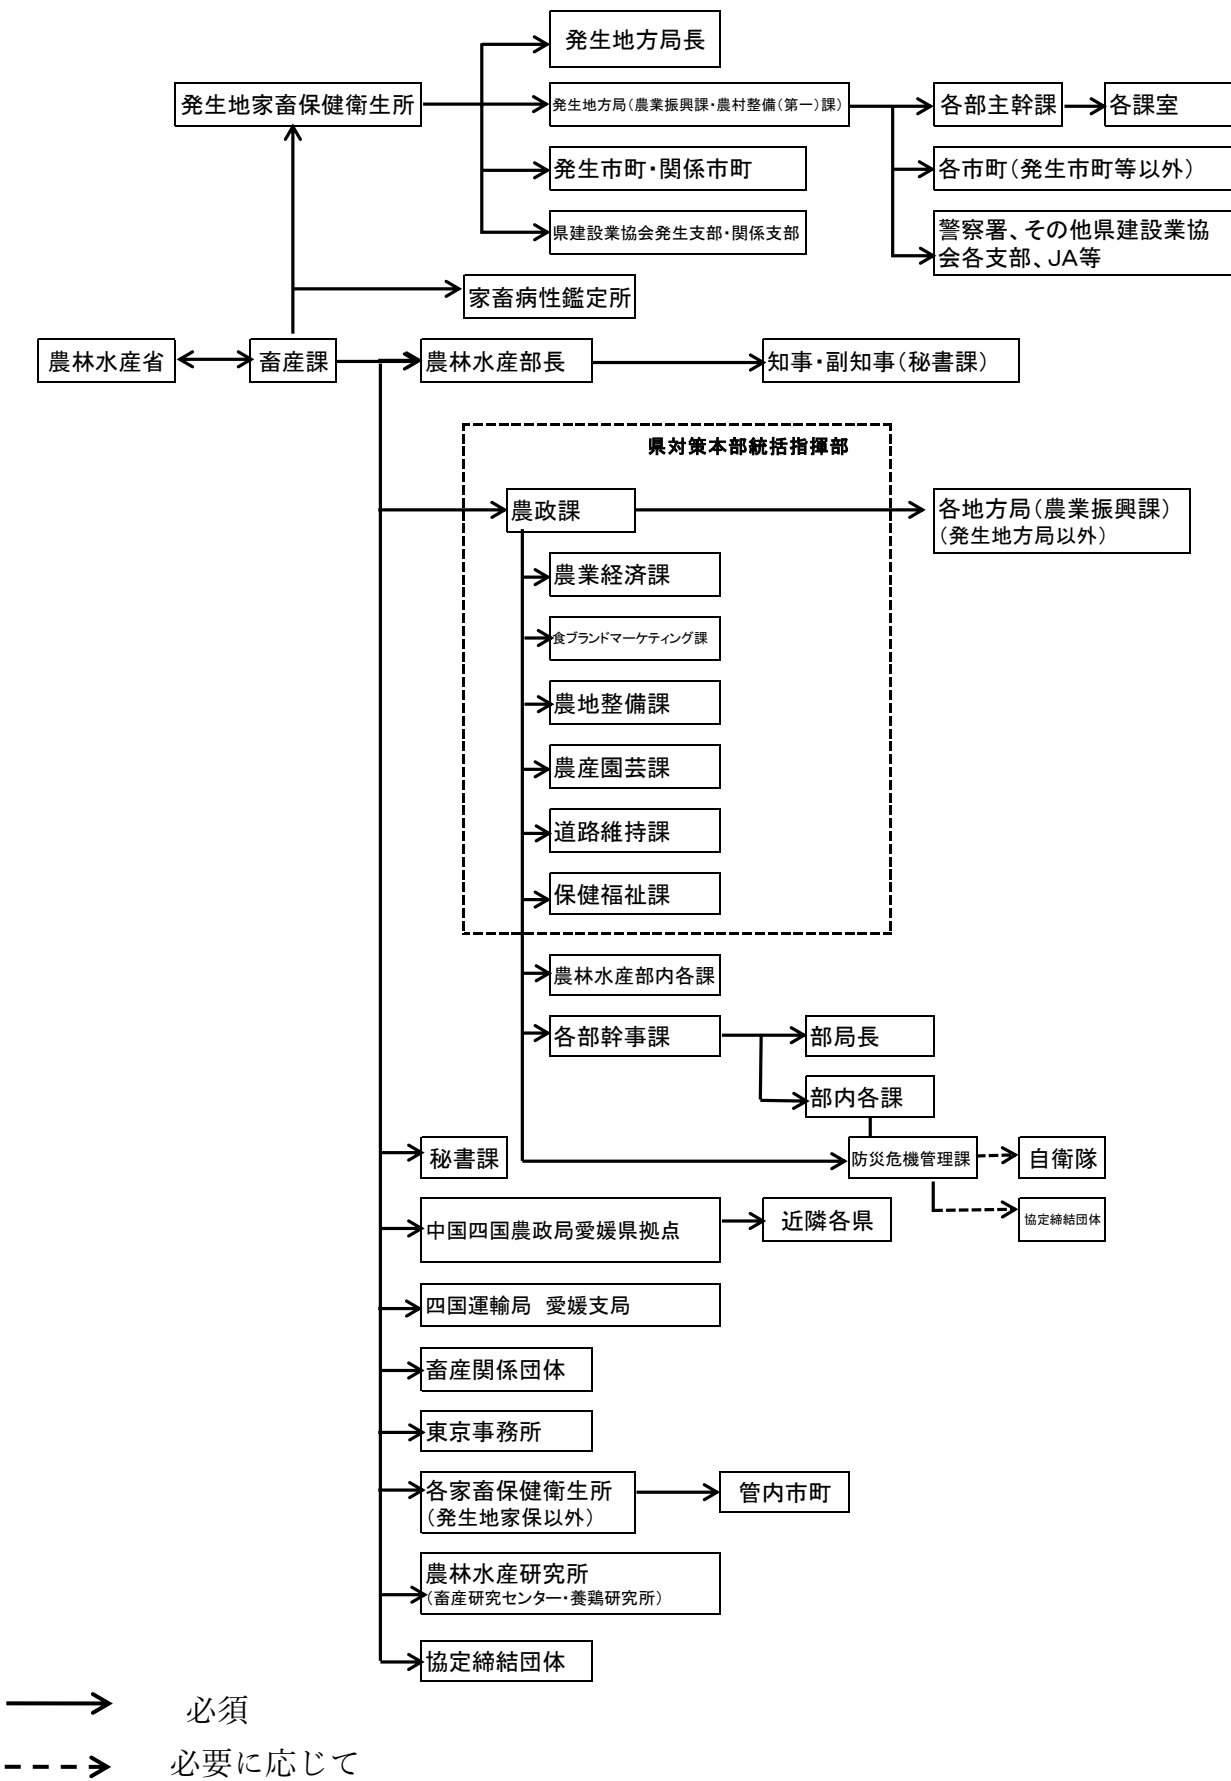 発生地方局長
発生地家畜保健衛生所
発生地方局（農業振興課・農村整備（第一）課）
各部主幹課
各課室
発生市町・関係市町
各市町（発生市町等以外）
県建設業協会発生支部・関係支部
警察署、その他県建設業協
会各支部、JA等
家畜病性鑑定所
農林水産省
畜産課
農林水産部長
知事・副知事（秘書課）
県対策本部統括指揮部
農政課
各地方局（農業振興課）
（発生地方局以外）
農業経済課
食ブランドマーケティング課
農地整備課
農産園芸課
道路維持課
保健福祉課
農林水産部内各課
各部幹事課
部局長
部内各課
秘書課
防災危機管理課
自衛隊
中国四国農政局愛媛県拠点
近隣各県
協定締結団体
四国運輸局　愛媛支局
畜産関係団体
東京事務所
各家畜保健衛生所
（発生地家保以外）
管内市町
農林水産研究所
（畜産研究センター・養鶏研究所）
協定締結団体
必須
必要に応じて